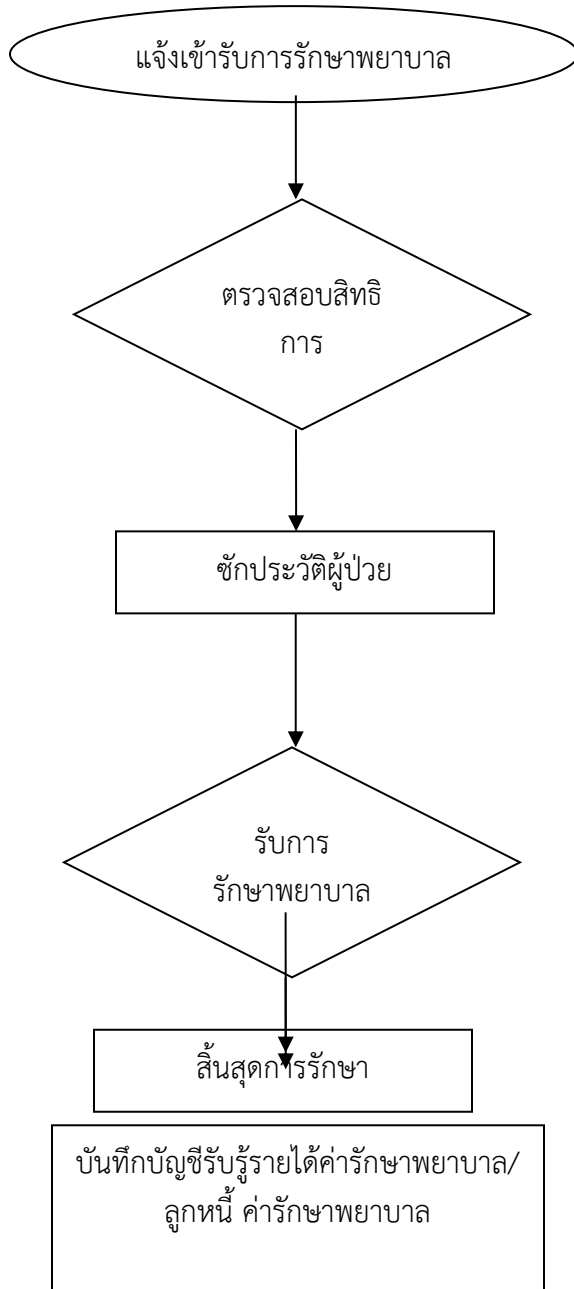 แจ้งเข้ารับการรักษาพยาบาล
ตรวจสอบสิทธิ
การ
ซักประวัติผู้ป่วย
รับการ
รักษาพยาบาล
สิ้นสุดการรักษา
บันทึกบัญชีรับรู้รายได้ค่ารักษาพยาบาล/
ลูกหนี้ ค่ารักษาพยาบาล